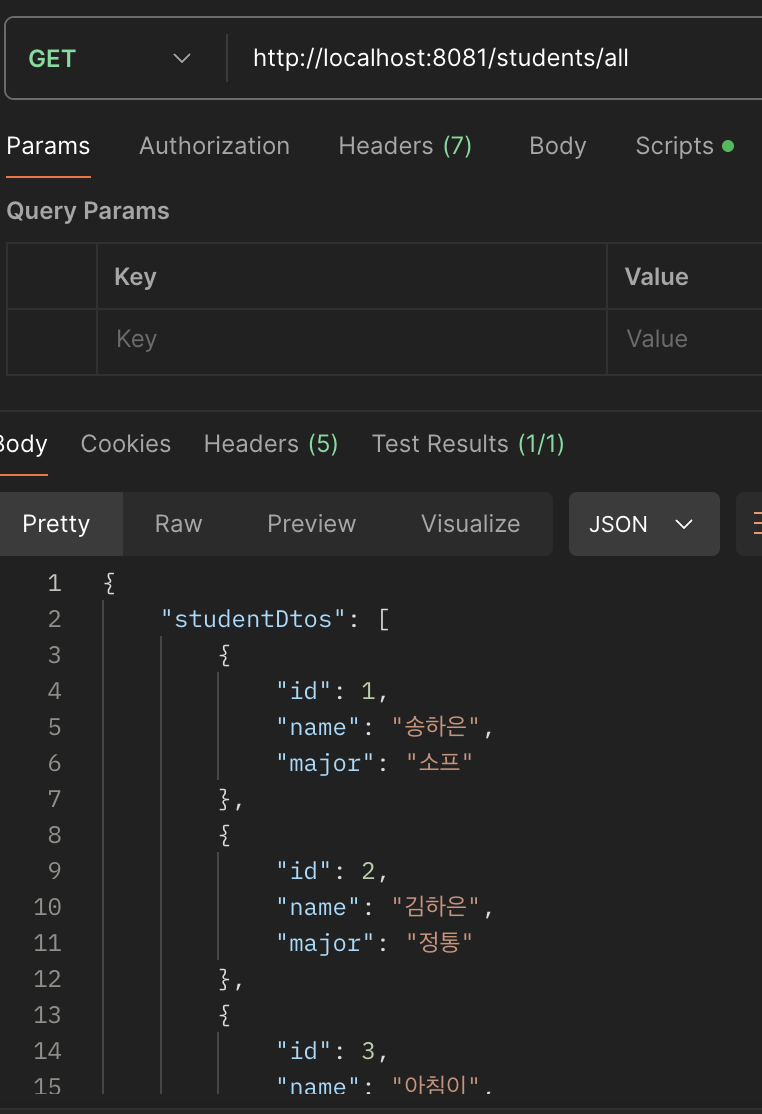 GET http://localhost:8081/students/all
Params Authorization Headers (7) Body Scripts
Query Params
Key Value
Key Value
Body Cookies Headers (5) Test Results (1/1)
Pretty Raw Preview Visualize JSON
1 {
2 "studentDtos": [
3 {
4 "id": 1,
5 "name": "송하은",
6 "major": "소프"
7 },
8 {
9 "id": 2,
10 "name": "김하은",
11 "major": "정통"
12 },
13 {
14 "id": 3,
15 "name": "아침이",